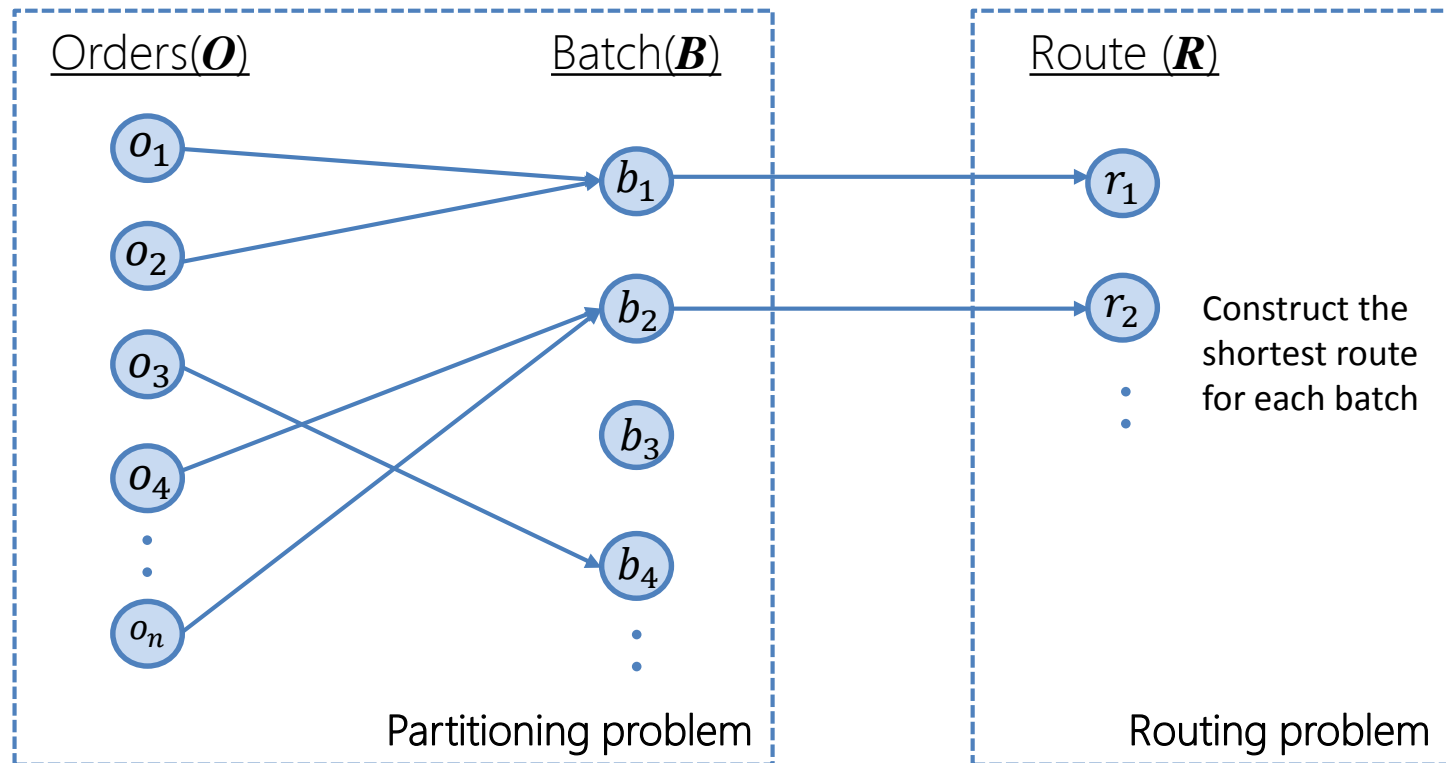 Orders(O)
Batch(B)
Route (R)
o₁
o₂
o₃
o₄
oₙ
b₁
b₂
b₃
b₄
r₁
r₂
Construct the
shortest route
for each batch
Partitioning problem
Routing problem